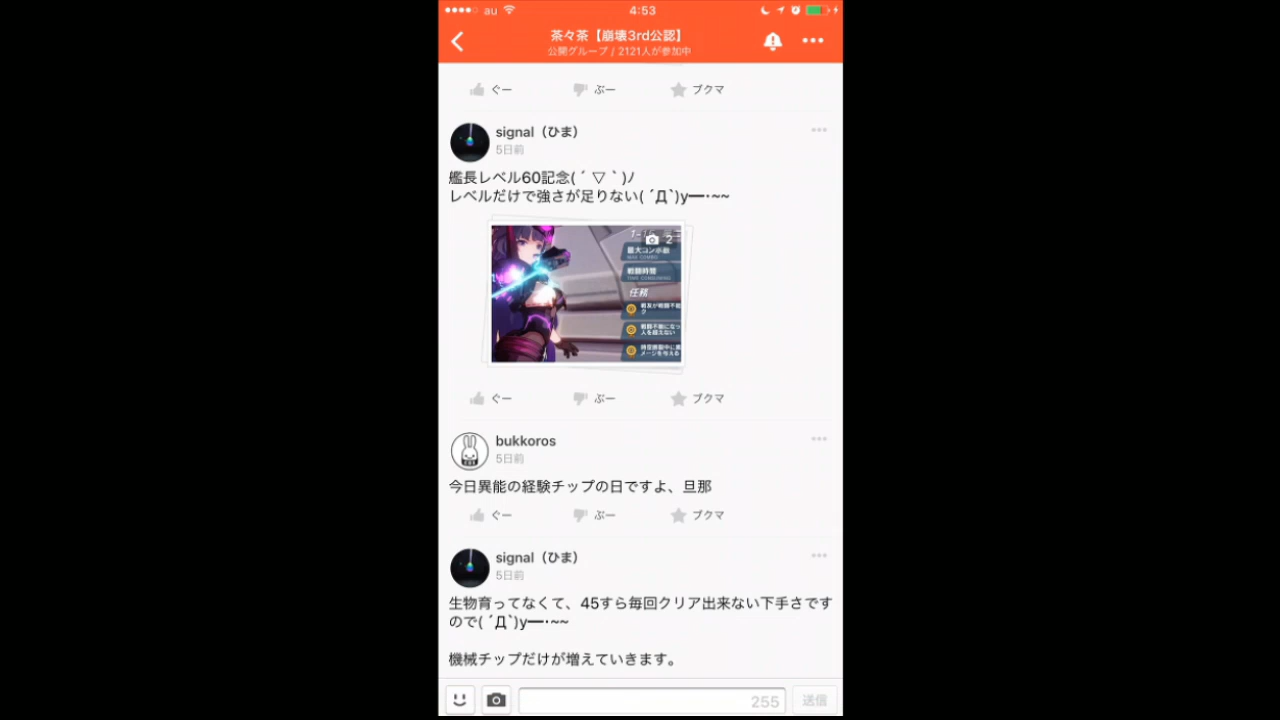 au
4:53
茶々茶【崩壊3rd公認】
公開グループ / 2121人が参加中
ぐー ぶー ブクマ
signal（ひま）
5日前
艦長レベル60記念( ´ ▽ ` )ﾉ
レベルだけで強さが足りない( ´Д`)y━･~~
2
最大コンボ数
MAX COMBO
戦闘時間
TIME CONSUMING
任務
ぐー ぶー ブクマ
bukkoros
5日前
今日異能の経験チップの日ですよ、旦那
ぐー ぶー ブクマ
signal（ひま）
5日前
生物育ってなくて、45すら毎回クリア出来ない下手さです
ので( ´Д`)y━･~~
機械チップだけが増えていきます。
255
送信